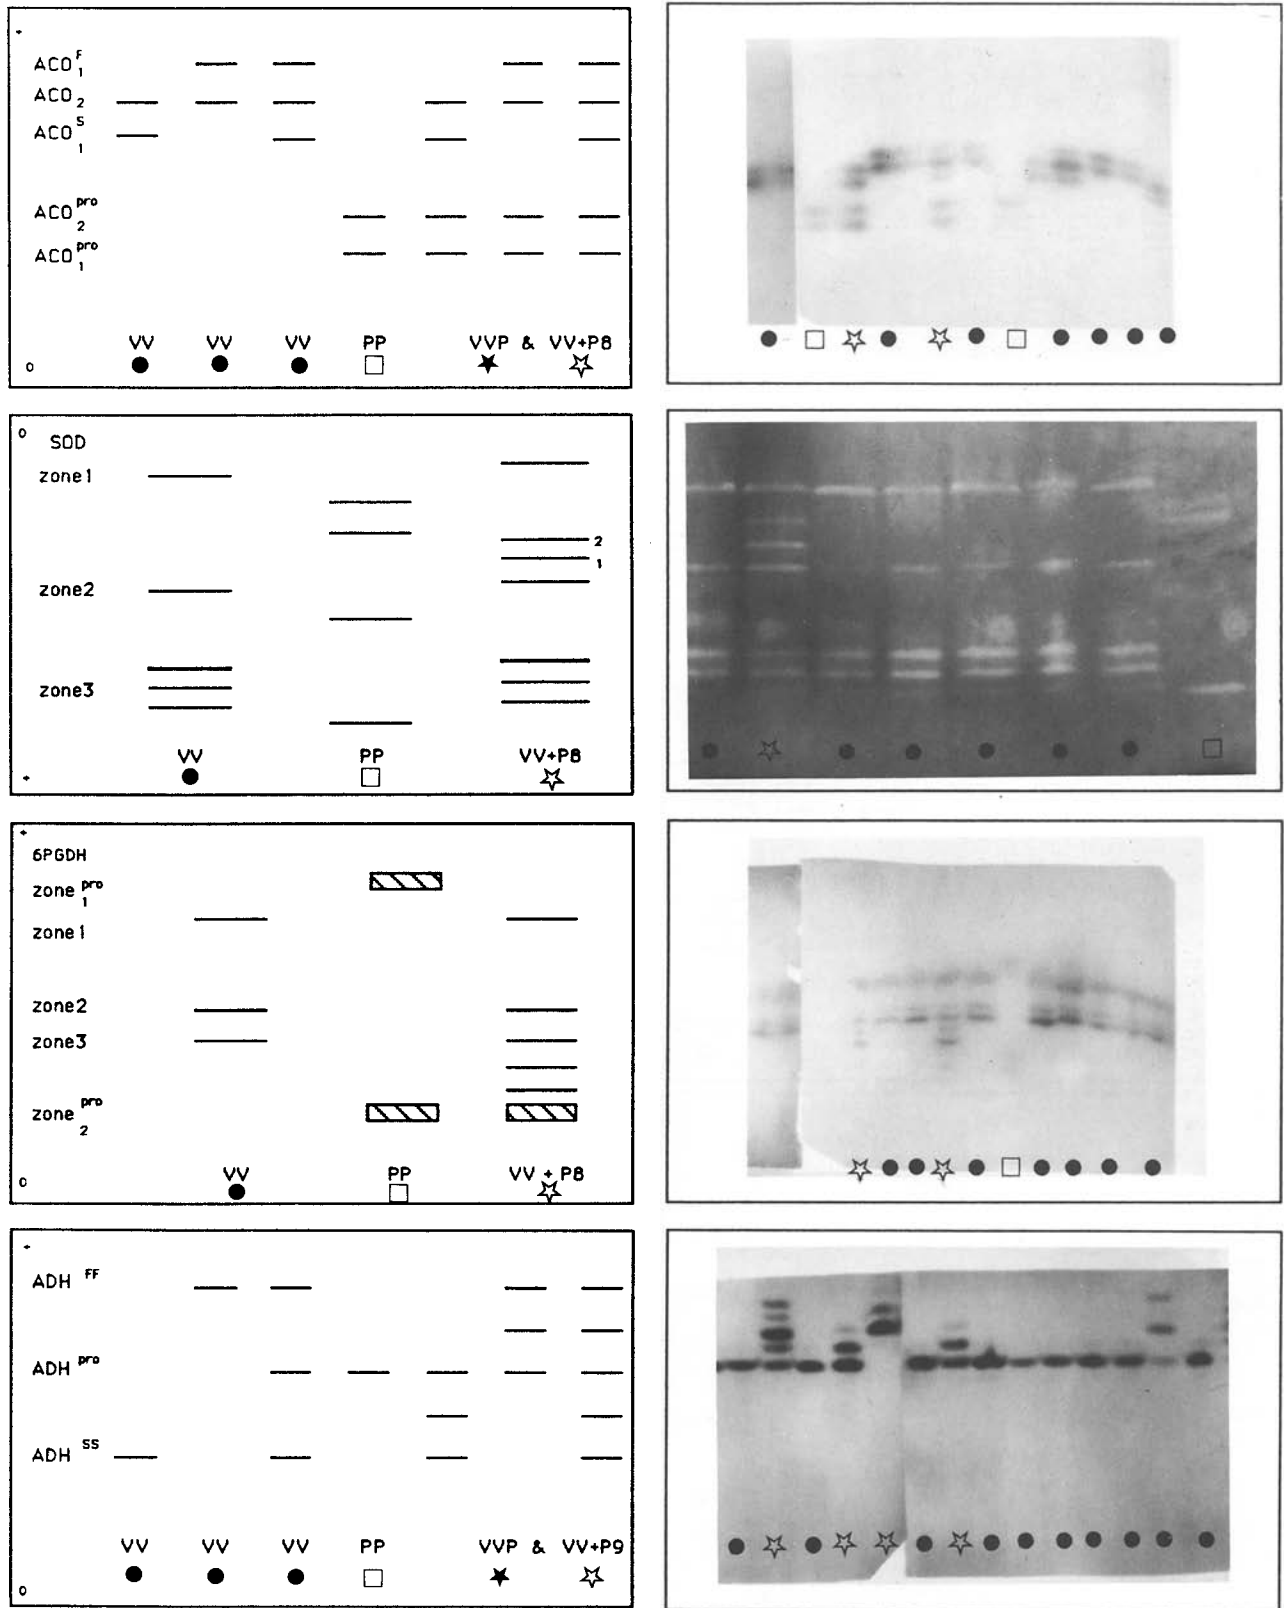 +
ACO F 1
ACO 2
ACO S 1
ACO pro 2
ACO pro 1
VV VV VV PP VVP & VV+P8
o
o
SOD
zone1
2
1
zone2
zone3
VV PP VV+P8
+
+
6PGDH
zone pro 1
zone1
zone2
zone3
zone pro 2
VV PP VV + P8
o
+
ADH FF
ADH pro
ADH SS
VV VV VV PP VVP & VV+P9
o